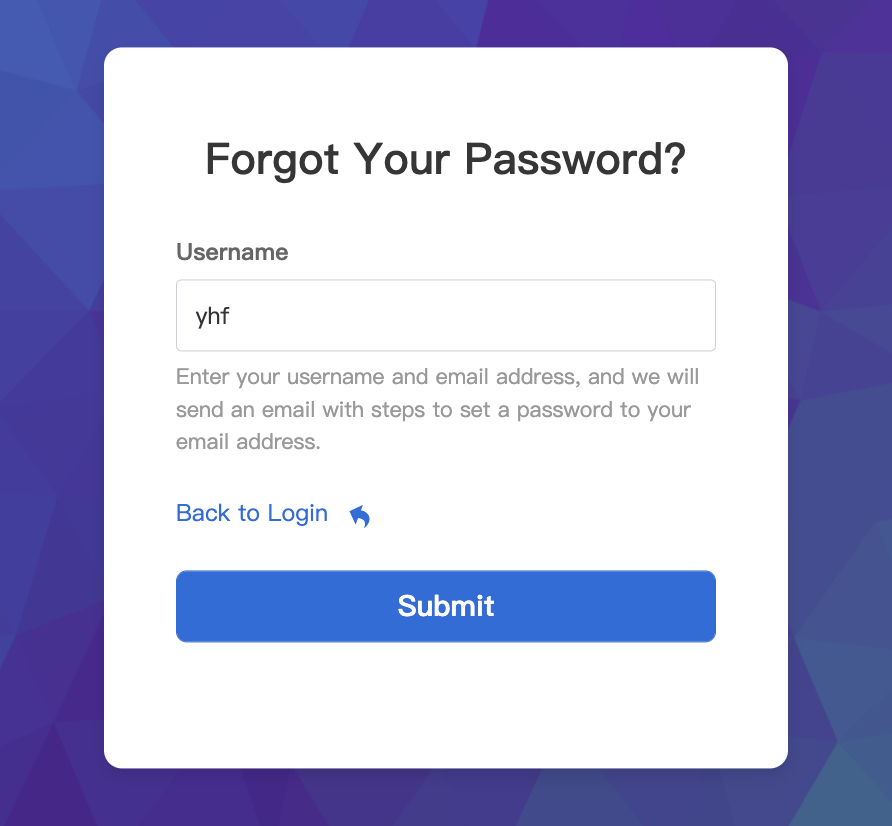 Forgot Your Password?
Username
yhf
Enter your username and email address, and we will
send an email with steps to set a password to your
email address.
Back to Login
Submit